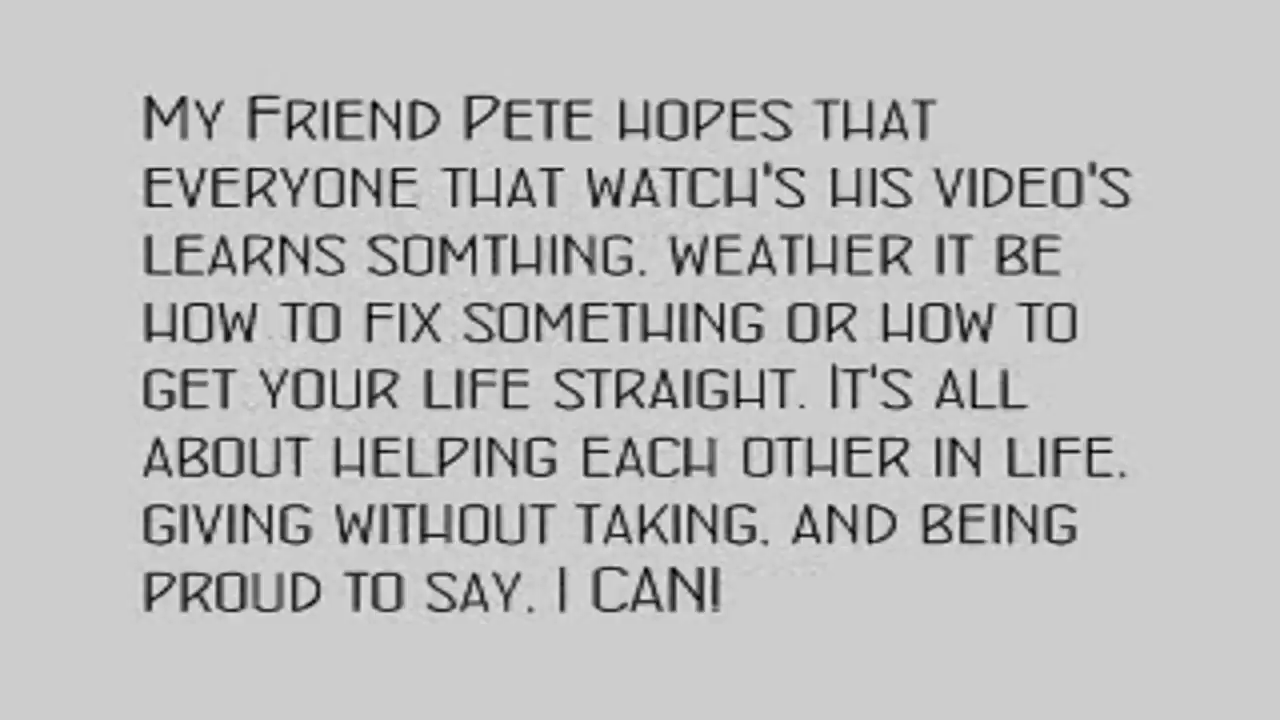 My Friend Pete hopes that
everyone that watch's his video's
learns somthing. weather it be
how to fix something or how to
get your life straight. It's all
about helping each other in life.
giving without taking. and being
proud to say. I CAN!